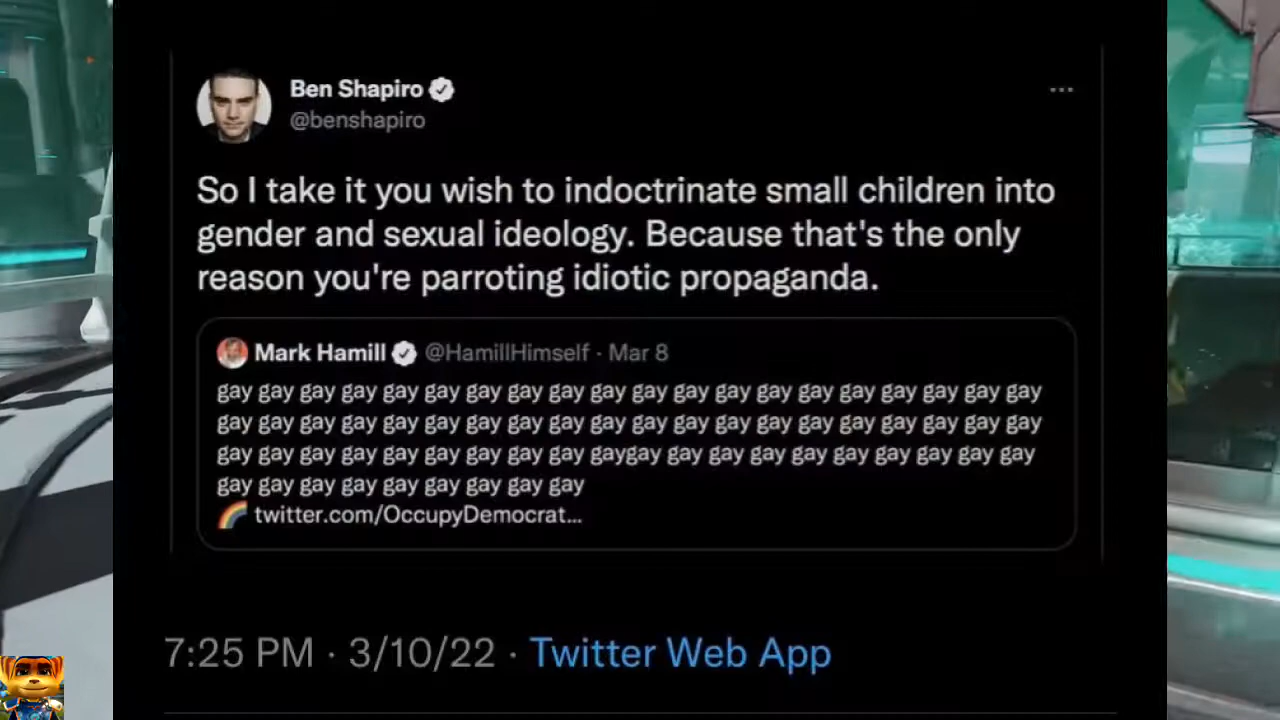 Ben Shapiro
@benshapiro
So I take it you wish to indoctrinate small children into
gender and sexual ideology. Because that's the only
reason you're parroting idiotic propaganda.
Mark Hamill @HamillHimself · Mar 8
gay gay gay gay gay gay gay gay gay gay gay gay gay gay gay gay gay gay gay gay
gay gay gay gay gay gay gay gay gay gay gay gay gay gay gay gay gay gay gay gay
gay gay gay gay gay gay gay gay gay gaygay gay gay gay gay gay gay gay gay gay
gay gay gay gay gay gay gay gay gay
🌈 twitter.com/OccupyDemocrat...
7:25 PM · 3/10/22 · Twitter Web App